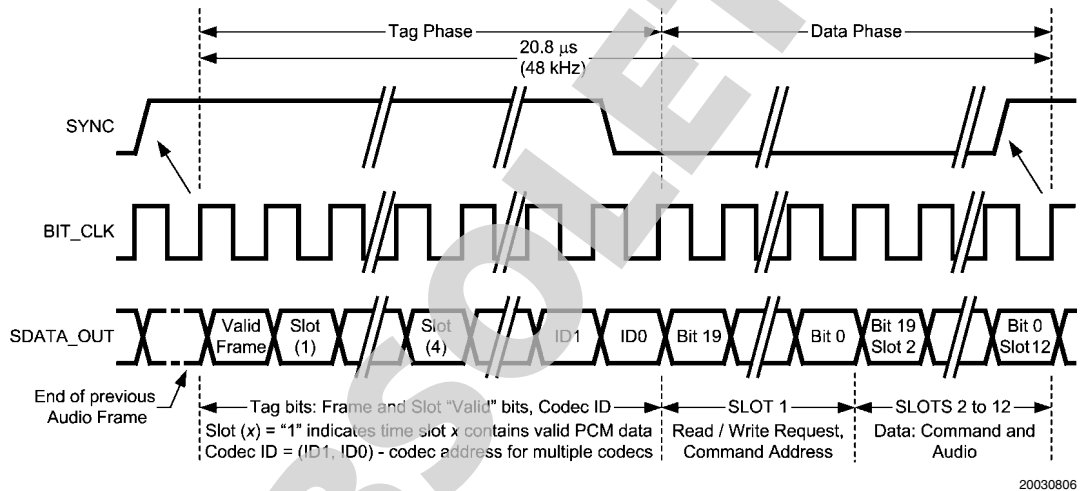 Tag Phase
Data Phase
20.8 µs
(48 kHz)
SYNC
BIT_CLK
SDATA_OUT
Valid
Frame
Slot
(1)
Slot
(4)
ID1
ID0
Bit 19
Bit 0
Bit 19
Slot 2
Bit 0
Slot 12
End of previous
Audio Frame
Tag bits: Frame and Slot “Valid” bits, Codec ID
Slot (x) = “1” indicates time slot x contains valid PCM data
Codec ID = (ID1, ID0) - codec address for multiple codecs
SLOT 1
Read / Write Request,
Command Address
SLOTS 2 to 12
Data: Command and
Audio
20030806
OBSOLETE